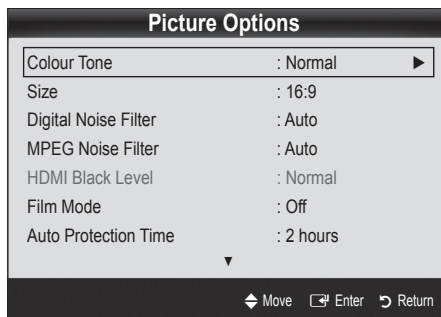 Picture Options
Colour Tone : Normal ▶
Size : 16:9
Digital Noise Filter : Auto
MPEG Noise Filter : Auto
HDMI Black Level : Normal
Film Mode : Off
Auto Protection Time : 2 hours
▼
Move Enter Return